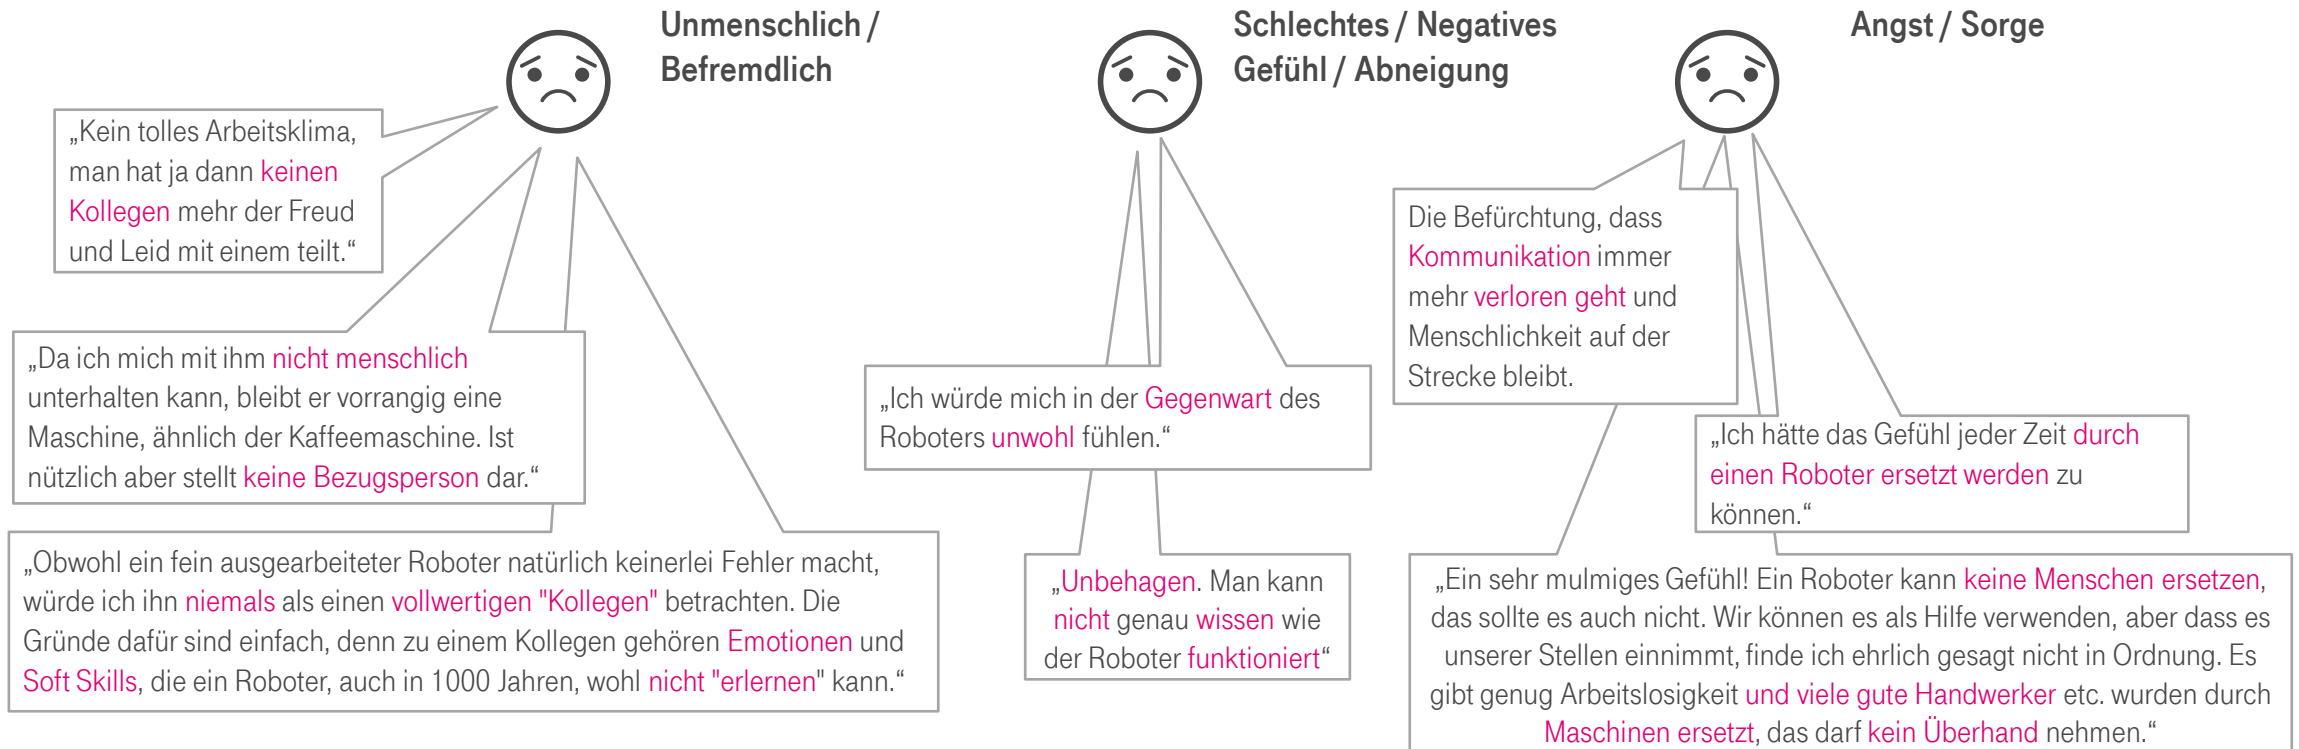 Unmenschlich /
Befremdlich
„Kein tolles Arbeitsklima,
man hat ja dann keinen
Kollegen mehr der Freud
und Leid mit einem teilt.“
„Da ich mich mit ihm nicht menschlich
unterhalten kann, bleibt er vorrangig eine
Maschine, ähnlich der Kaffeemaschine. Ist
nützlich aber stellt keine Bezugsperson dar.“
„Obwohl ein fein ausgearbeiteter Roboter natürlich keinerlei Fehler macht,
würde ich ihn niemals als einen vollwertigen "Kollegen" betrachten. Die
Gründe dafür sind einfach, denn zu einem Kollegen gehören Emotionen und
Soft Skills, die ein Roboter, auch in 1000 Jahren, wohl nicht "erlernen" kann.“
Schlechtes / Negatives
Gefühl / Abneigung
„Ich würde mich in der Gegenwart des
Roboters unwohl fühlen.“
„Unbehagen. Man kann
nicht genau wissen wie
der Roboter funktioniert“
Angst / Sorge
Die Befürchtung, dass
Kommunikation immer
mehr verloren geht und
Menschlichkeit auf der
Strecke bleibt.
„Ich hätte das Gefühl jeder Zeit durch
einen Roboter ersetzt werden zu
können.“
„Ein sehr mulmiges Gefühl! Ein Roboter kann keine Menschen ersetzen,
das sollte es auch nicht. Wir können es als Hilfe verwenden, aber dass es
unserer Stellen einnimmt, finde ich ehrlich gesagt nicht in Ordnung. Es
gibt genug Arbeitslosigkeit und viele gute Handwerker etc. wurden durch
Maschinen ersetzt, das darf kein Überhand nehmen.“